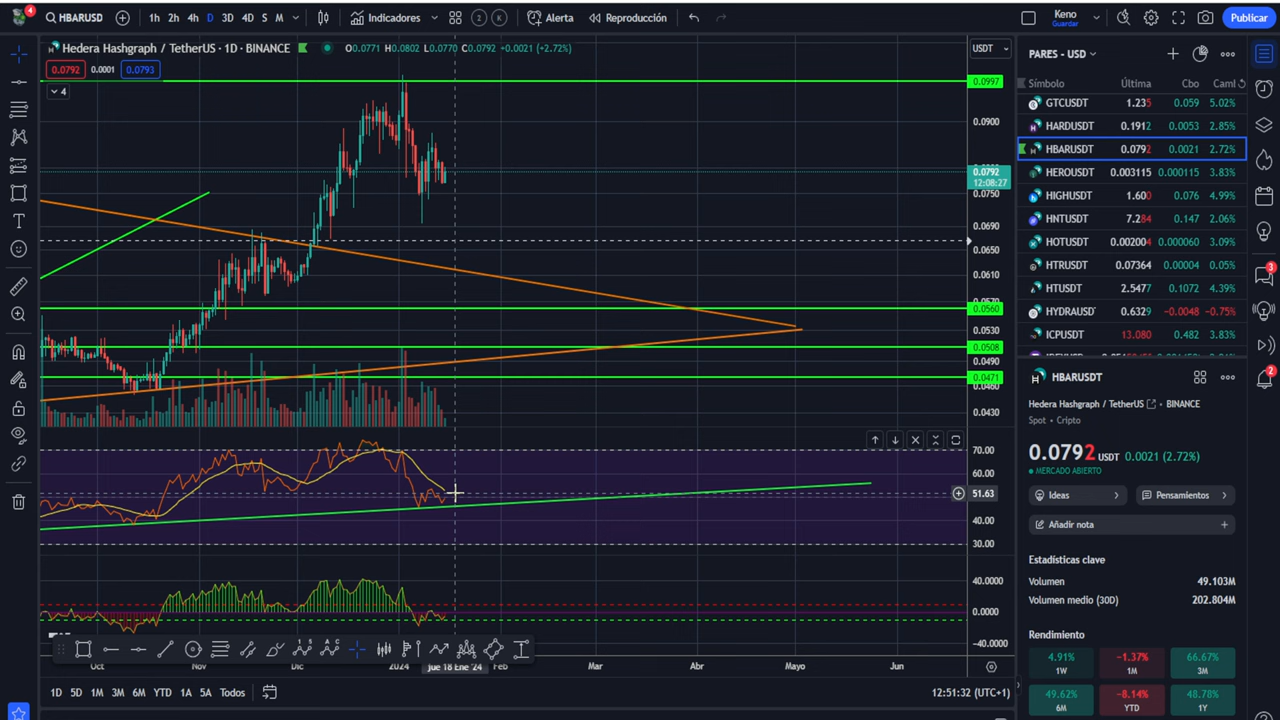 4 HBARUSD 1h 2h 4h D 3D 4D S M Indicadores 2 K Alerta Reproducción Keno Guardar Publicar
Hedera Hashgraph / TetherUS · 1D · BINANCE O0.0771 H0.0802 L0.0770 C0.0792 +0.0021 (+2.72%) USDT
0.0792 0.0001 0.0793
4
0.0997
0.0900
0.0792
12:08:27
0.0750
0.0690
0.0650
0.0610
0.0560
0.0530
0.0508
0.0490
0.0471
0.0430
70.00
60.00
51.63
40.00
30.00
40.0000
0.0000
−40.0000
Oct Nov Dic 2024 Jue 18 Ene '24 Feb Mar Abr Mayo Jun
1D 5D 1M 3M 6M YTD 1A 5A Todos 12:51:32 (UTC+1)
PARES - USD
Símbolo Última Cbo Caml
GTCUSDT 1.235 0.059 5.02%
HARDUSDT 0.1912 0.0053 2.85%
HBARUSDT 0.0792 0.0021 2.72%
HEROUSDT 0.003115 0.000115 3.83%
HIGHUSDT 1.600 0.076 4.99%
HNTUSDT 7.284 0.147 2.06%
HOTUSDT 0.002004 0.000060 3.09%
HTRUSDT 0.07364 0.00004 0.05%
HTUSDT 2.5477 0.1072 4.39%
HYDRAUSD 0.6329 −0.0048 −0.75%
ICPUSDT 13.080 0.482 3.83%
3
2
HBARUSDT
Hedera Hashgraph / TetherUS · BINANCE
Spot · Cripto
0.0792 USDT 0.0021 (2.72%)
MERCADO ABIERTO
Ideas Pensamientos
Añadir nota
Estadísticas clave
Volumen 49.103M
Volumen medio (30D) 202.804M
Rendimiento
4.91% −1.37% 66.67%
1W 1M 3M
49.62% −8.14% 48.78%
6M YTD 1Y